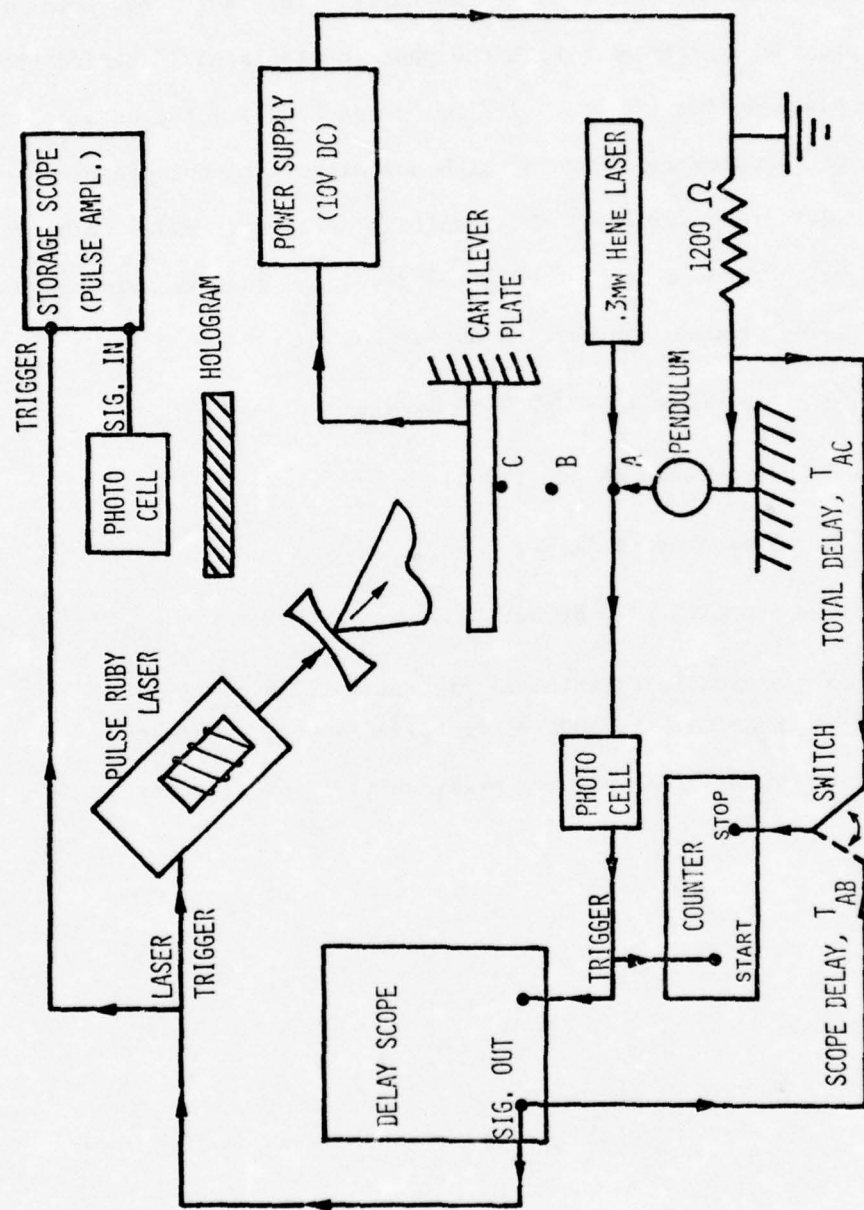 TRIGGER
STORAGE SCOPE
(PULSE AMPL.)
SIG. IN
PHOTO
CELL
HOLOGRAM
POWER SUPPLY
(10V DC)
PULSE RUBY
LASER
LASER
TRIGGER
CANTILEVER
PLATE
C
B
A
.3MW HENE LASER
1200 Ω
PENDULUM
PHOTO
CELL
DELAY SCOPE
SIG. OUT
TRIGGER
COUNTER
START
STOP
SWITCH
SCOPE DELAY, TAB
TOTAL DELAY, TAC